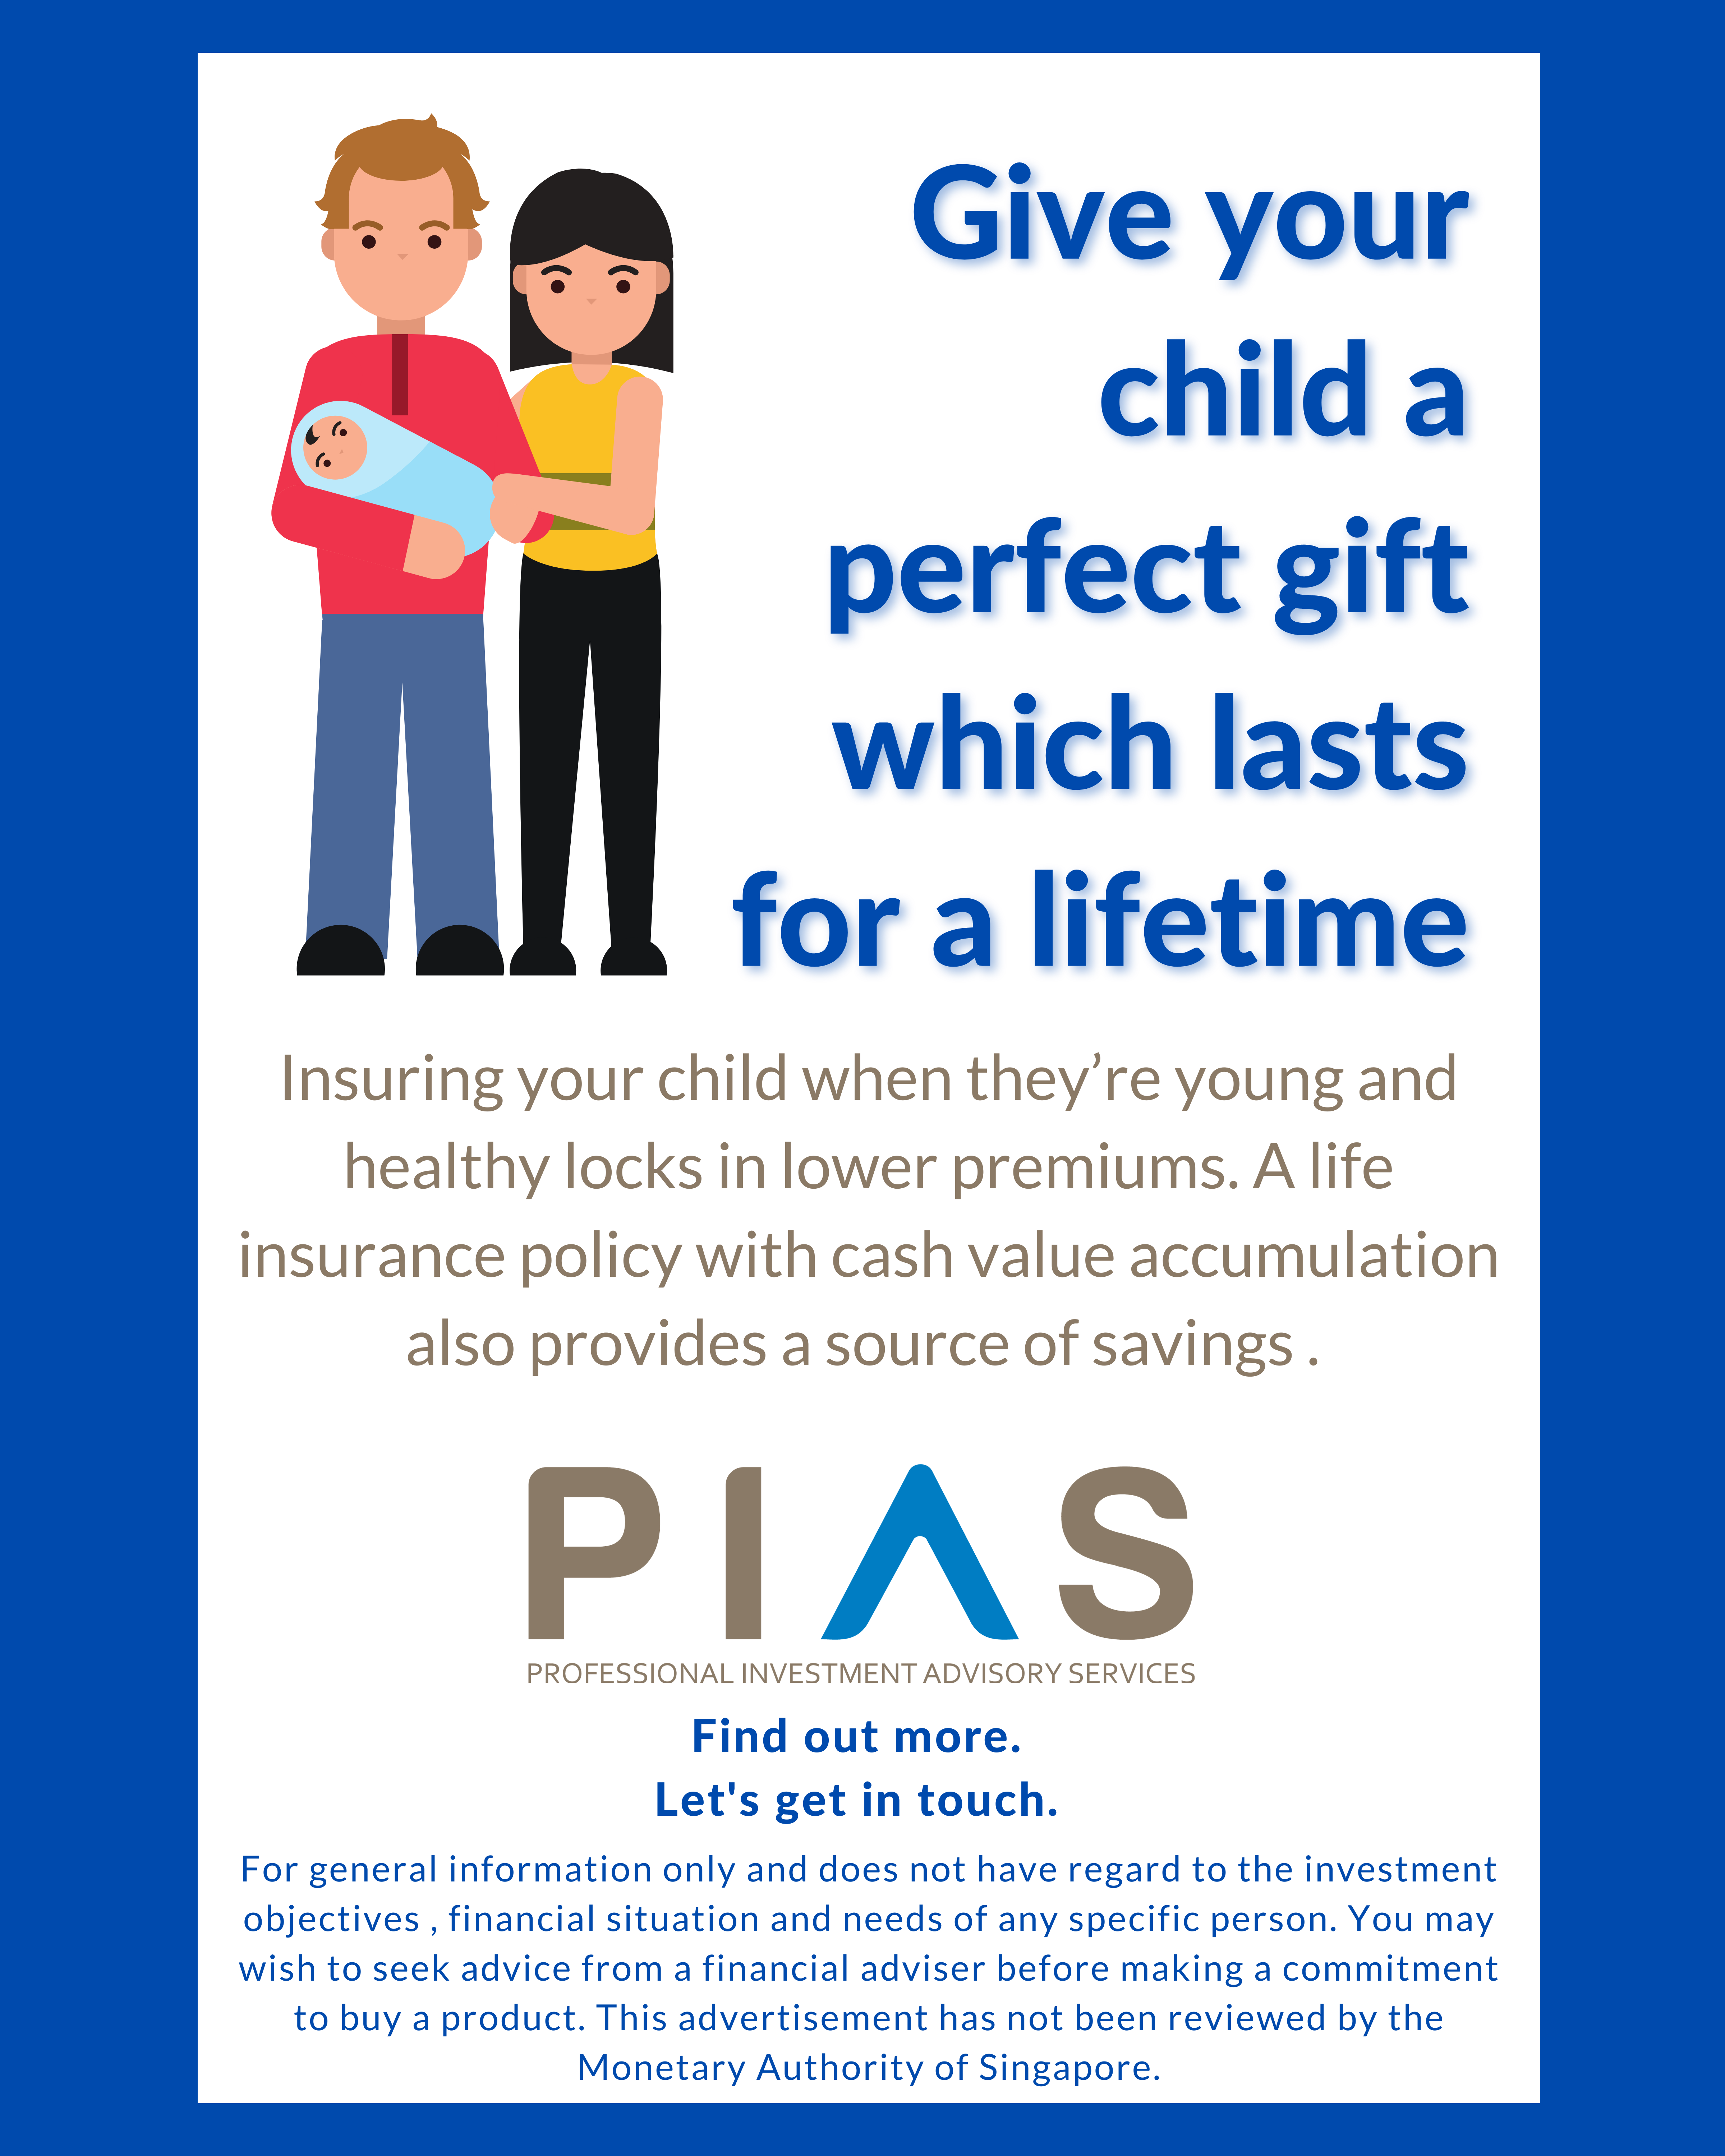 Give your
child a
perfect gift
which lasts
for a lifetime
Insuring your child when they’re young and
healthy locks in lower premiums. A life
insurance policy with cash value accumulation
also provides a source of savings .
PIAS
PROFESSIONAL INVESTMENT ADVISORY SERVICES
Find out more.
Let's get in touch.
For general information only and does not have regard to the investment
objectives , financial situation and needs of any specific person. You may
wish to seek advice from a financial adviser before making a commitment
to buy a product. This advertisement has not been reviewed by the
Monetary Authority of Singapore.